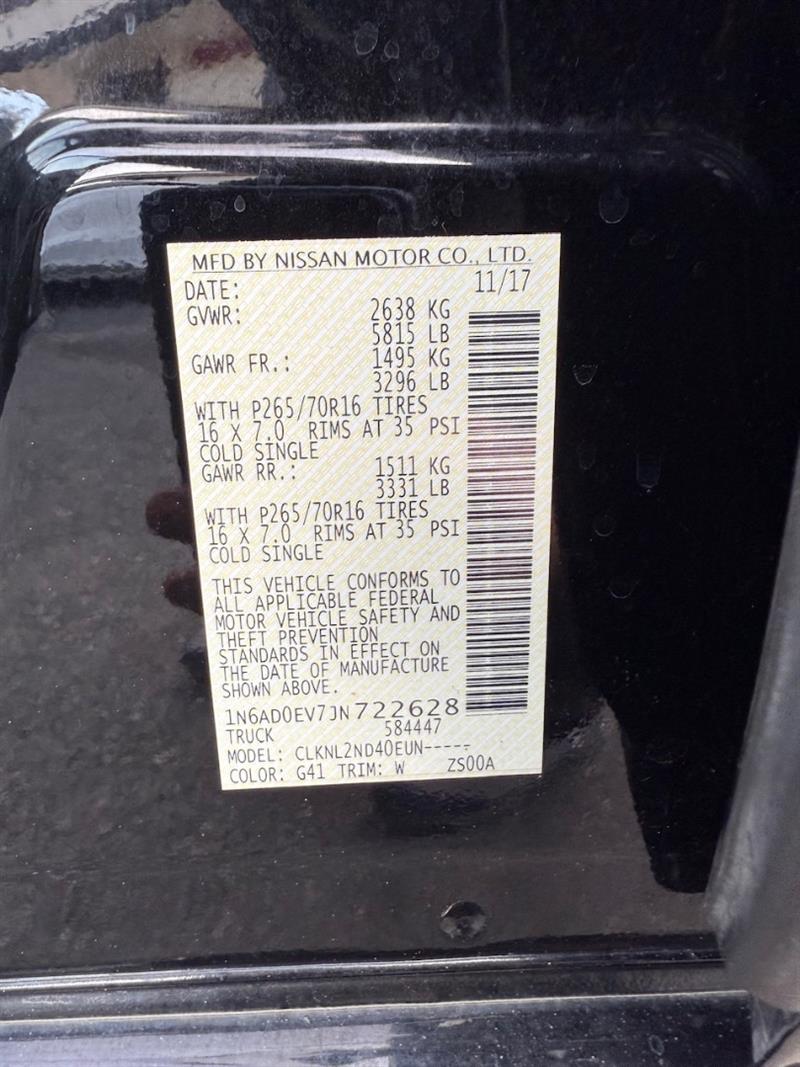 MFD BY NISSAN MOTOR CO., LTD.
DATE: 11/17
GVWR: 2638 KG
5815 LB
GAWR FR.: 1495 KG
3296 LB
WITH P265/70R16 TIRES
16 X 7.0 RIMS AT 35 PSI
COLD SINGLE
GAWR RR.: 1511 KG
3331 LB
WITH P265/70R16 TIRES
16 X 7.0 RIMS AT 35 PSI
COLD SINGLE
THIS VEHICLE CONFORMS TO
ALL APPLICABLE FEDERAL
MOTOR VEHICLE SAFETY AND
THEFT PREVENTION
STANDARDS IN EFFECT ON
THE DATE OF MANUFACTURE
SHOWN ABOVE.
1N6AD0EV7JN722628
TRUCK 584447
MODEL: CLKNL2ND40EUN-----
COLOR: G41 TRIM: W ZS00A